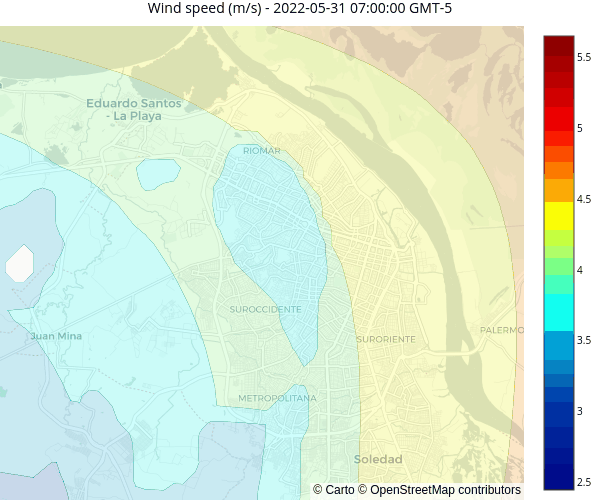 Wind speed (m/s) - 2022-05-31 07:00:00 GMT-5
5.5
5
4.5
4
3.5
3
2.5
Eduardo Santos
- La Playa
RIOMAR
SUROCCIDENTE
PALERMO
Juan Mina
SURORIENTE
METROPOLITANA
Soledad
© Carto © OpenStreetMap contributors